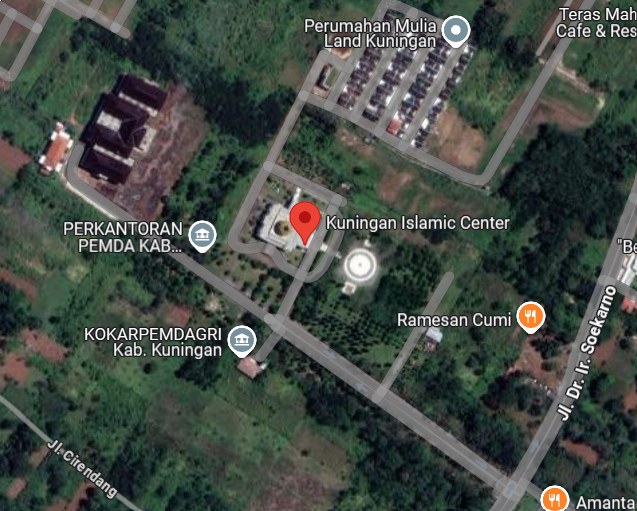 Perumahan Mulia
Land Kuningan
Teras Mah
Cafe & Res
PERKANTORAN
PEMDA KAB...
Kuningan Islamic Center
"Be
KOKARPEMDAGRI
Kab. Kuningan
Ramesan Cumi
Jl. Dr. Ir. Soekarno
Jl. Cirendang
Amanta